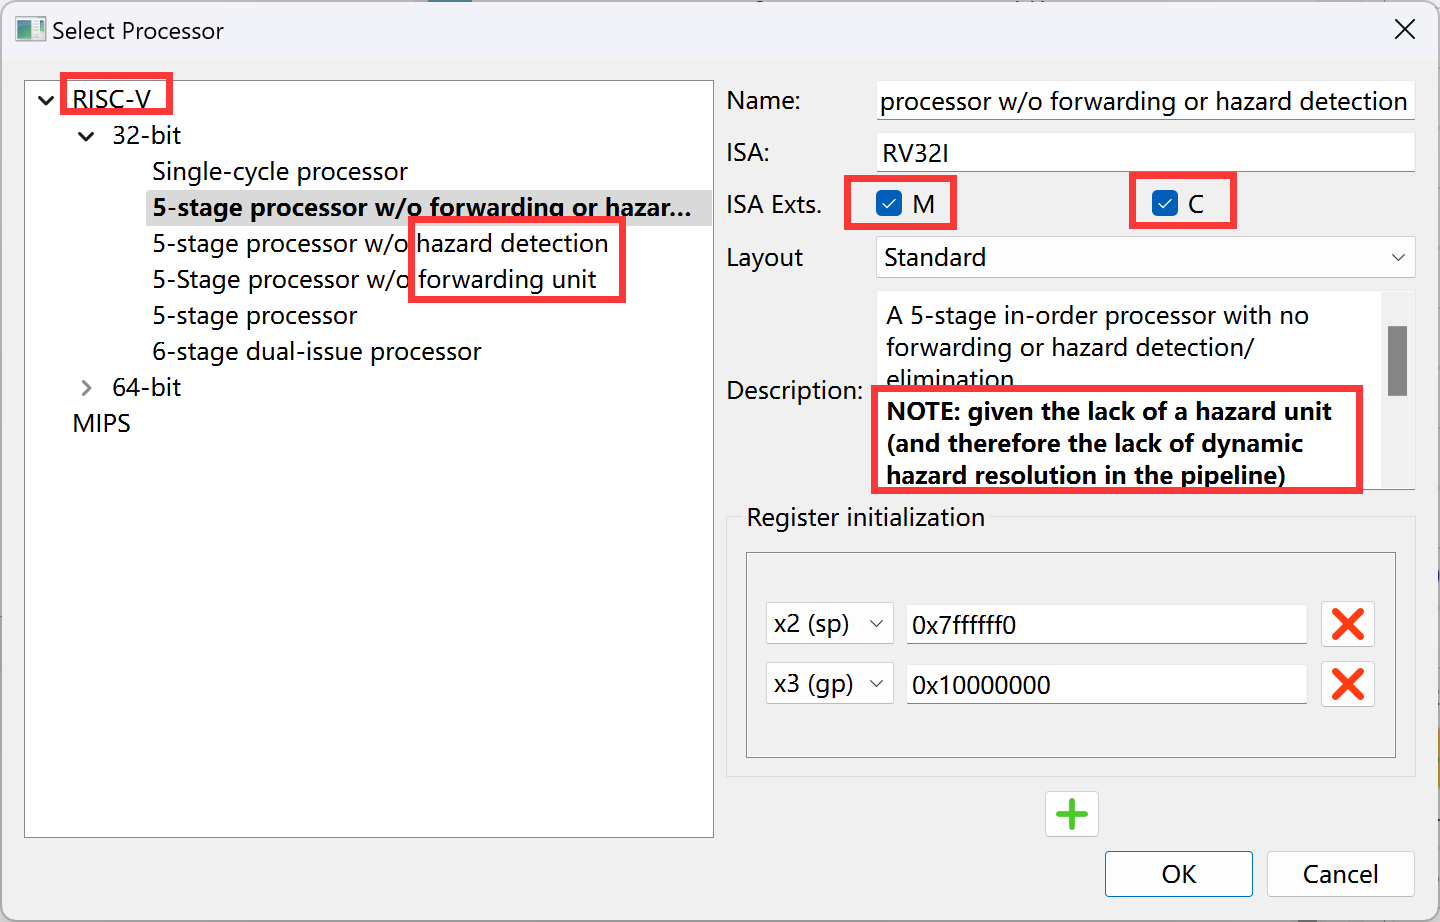 Select Processor
RISC-V
32-bit
Single-cycle processor
5-stage processor w/o forwarding or hazar...
5-stage processor w/o hazard detection
5-Stage processor w/o forwarding unit
5-stage processor
6-stage dual-issue processor
64-bit
MIPS
Name: processor w/o forwarding or hazard detection
ISA: RV32I
ISA Exts. M C
Layout Standard
Description:
A 5-stage in-order processor with no
forwarding or hazard detection/
elimination
NOTE: given the lack of a hazard unit
(and therefore the lack of dynamic
hazard resolution in the pipeline)
Register initialization
x2 (sp) 0x7ffffff0
x3 (gp) 0x10000000
OK Cancel